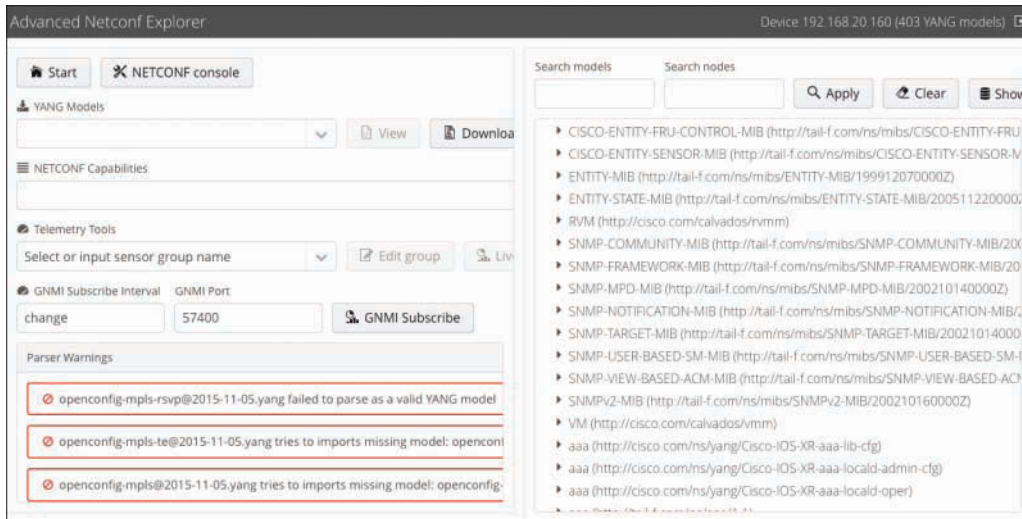 Advanced Netconf Explorer
Device 192.168.20.160 (403 YANG models)
Start
NETCONF console
YANG Models
View
Downloa
NETCONF Capabilities
Telemetry Tools
Select or input sensor group name
Edit group
Liv
GNMI Subscribe Interval
GNMI Port
change
57400
GNMI Subscribe
Parser Warnings
openconfig-mpls-rsvp@2015-11-05.yang failed to parse as a valid YANG model
openconfig-mpls-te@2015-11-05.yang tries to imports missing model: openconf
openconfig-mpls@2015-11-05.yang tries to imports missing model: openconfig-
Search models
Search nodes
Apply
Clear
Show
CISCO-ENTITY-FRU-CONTROL-MIB (http://tail-f.com/ns/mibs/CISCO-ENTITY-FRU
CISCO-ENTITY-SENSOR-MIB (http://tail-f.com/ns/mibs/CISCO-ENTITY-SENSOR-M
ENTITY-MIB (http://tail-f.com/ns/mibs/ENTITY-MIB/199912070000Z)
ENTITY-STATE-MIB (http://tail-f.com/ns/mibs/ENTITY-STATE-MIB/200511220000Z
RVM (http://cisco.com/calvados/rvmm)
SNMP-COMMUNITY-MIB (http://tail-f.com/ns/mibs/SNMP-COMMUNITY-MIB/200
SNMP-FRAMEWORK-MIB (http://tail-f.com/ns/mibs/SNMP-FRAMEWORK-MIB/20
SNMP-MPD-MIB (http://tail-f.com/ns/mibs/SNMP-MPD-MIB/200210140000Z)
SNMP-NOTIFICATION-MIB (http://tail-f.com/ns/mibs/SNMP-NOTIFICATION-MIB/2
SNMP-TARGET-MIB (http://tail-f.com/ns/mibs/SNMP-TARGET-MIB/20021014000
SNMP-USER-BASED-SM-MIB (http://tail-f.com/ns/mibs/SNMP-USER-BASED-SM-I
SNMP-VIEW-BASED-ACM-MIB (http://tail-f.com/ns/mibs/SNMP-VIEW-BASED-ACM
SNMPv2-MIB (http://tail-f.com/ns/mibs/SNMPv2-MIB/200210160000Z)
VM (http://cisco.com/calvados/vmm)
aaa (http://cisco.com/ns/yang/Cisco-IOS-XR-aaa-lib-cfg)
aaa (http://cisco.com/ns/yang/Cisco-IOS-XR-aaa-locald-admin-cfg)
aaa (http://cisco.com/ns/yang/Cisco-IOS-XR-aaa-locald-oper)